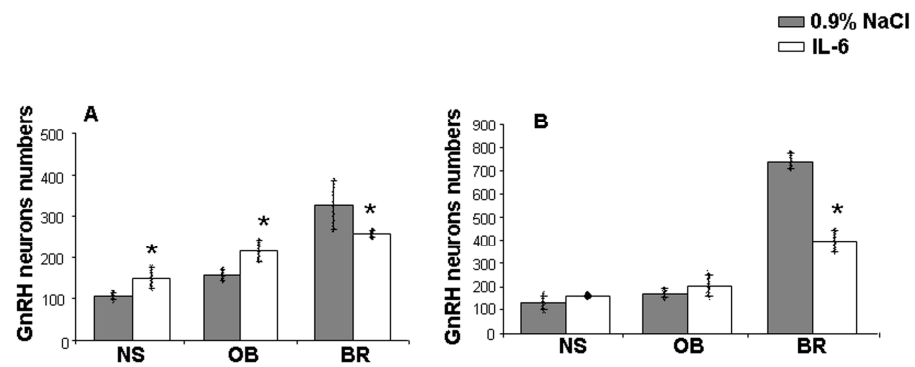 0.9% NaCl
IL-6
A
GnRH neurons numbers
500
400
300
200
100
0
*
*
*
NS
OB
BR
B
GnRH neurons numbers
900
800
700
600
500
400
300
200
100
0
*
NS
OB
BR